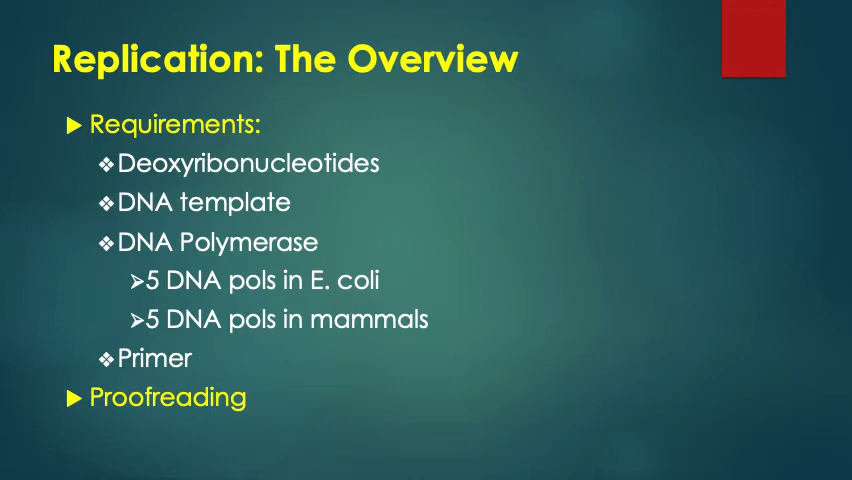 Replication: The Overview
Requirements:
Deoxyribonucleotides
DNA template
DNA Polymerase
5 DNA pols in E. coli
5 DNA pols in mammals
Primer
Proofreading